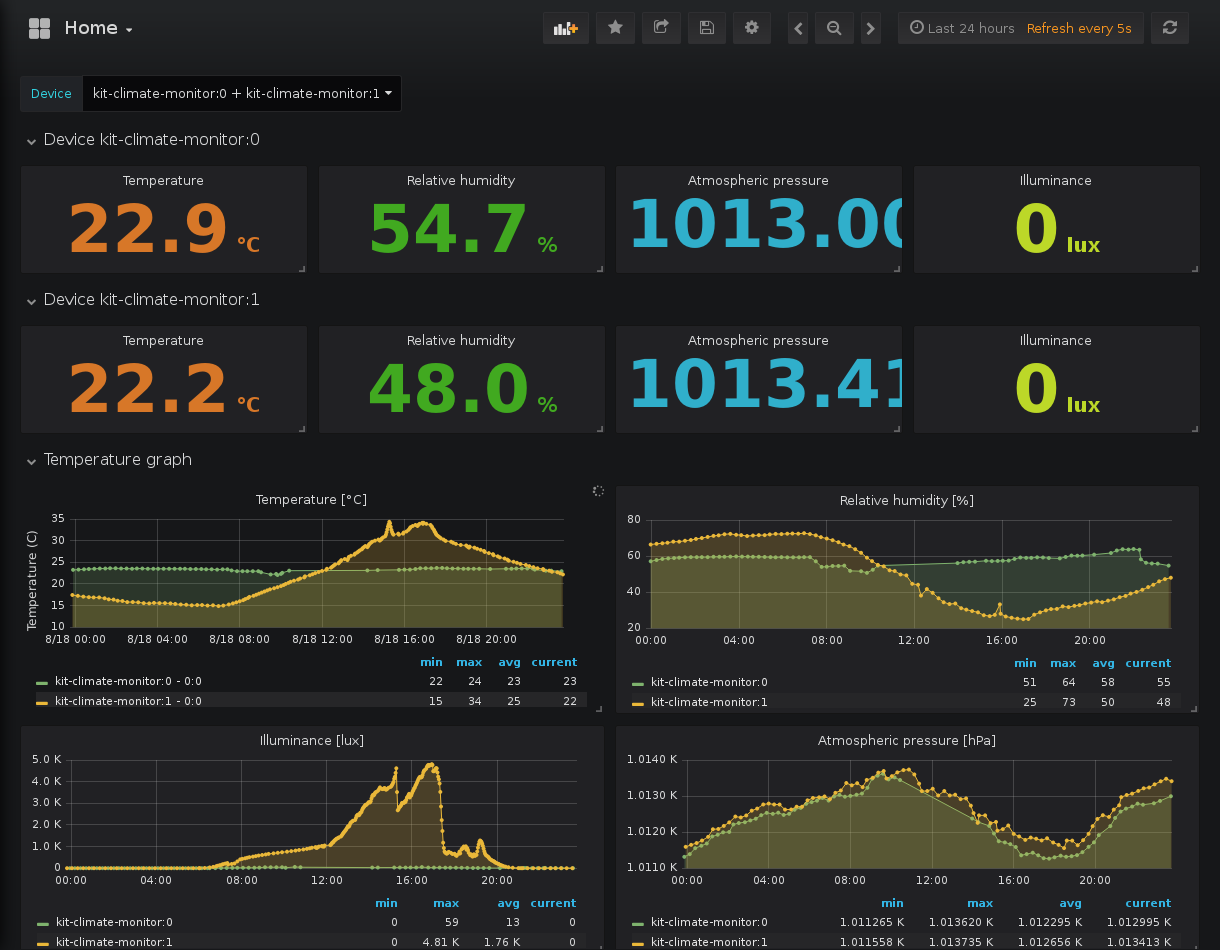 Home
Last 24 hours Refresh every 5s
Device kit-climate-monitor:0 + kit-climate-monitor:1
Device kit-climate-monitor:0
Temperature Relative humidity Atmospheric pressure Illuminance
22.9 °C 54.7 % 1013.00 0 lux
Device kit-climate-monitor:1
Temperature Relative humidity Atmospheric pressure Illuminance
22.2 °C 48.0 % 1013.41 0 lux
Temperature graph
Temperature [°C]
Temperature (C)
35
30
25
20
15
10
8/18 00:00 8/18 04:00 8/18 08:00 8/18 12:00 8/18 16:00 8/18 20:00
min max avg current
kit-climate-monitor:0 - 0:0 22 24 23 23
kit-climate-monitor:1 - 0:0 15 34 25 22
Relative humidity [%]
80
60
40
20
00:00 04:00 08:00 12:00 16:00 20:00
min max avg current
kit-climate-monitor:0 51 64 58 55
kit-climate-monitor:1 25 73 50 48
Illuminance [lux]
5.0 K
4.0 K
3.0 K
2.0 K
1.0 K
0
00:00 04:00 08:00 12:00 16:00 20:00
min max avg current
kit-climate-monitor:0 0 59 13 0
kit-climate-monitor:1 0 4.81 K 1.76 K 0
Atmospheric pressure [hPa]
1.0140 K
1.0130 K
1.0120 K
1.0110 K
00:00 04:00 08:00 12:00 16:00 20:00
min max avg current
kit-climate-monitor:0 1.011265 K 1.013620 K 1.012295 K 1.012995 K
kit-climate-monitor:1 1.011558 K 1.013735 K 1.012656 K 1.013413 K